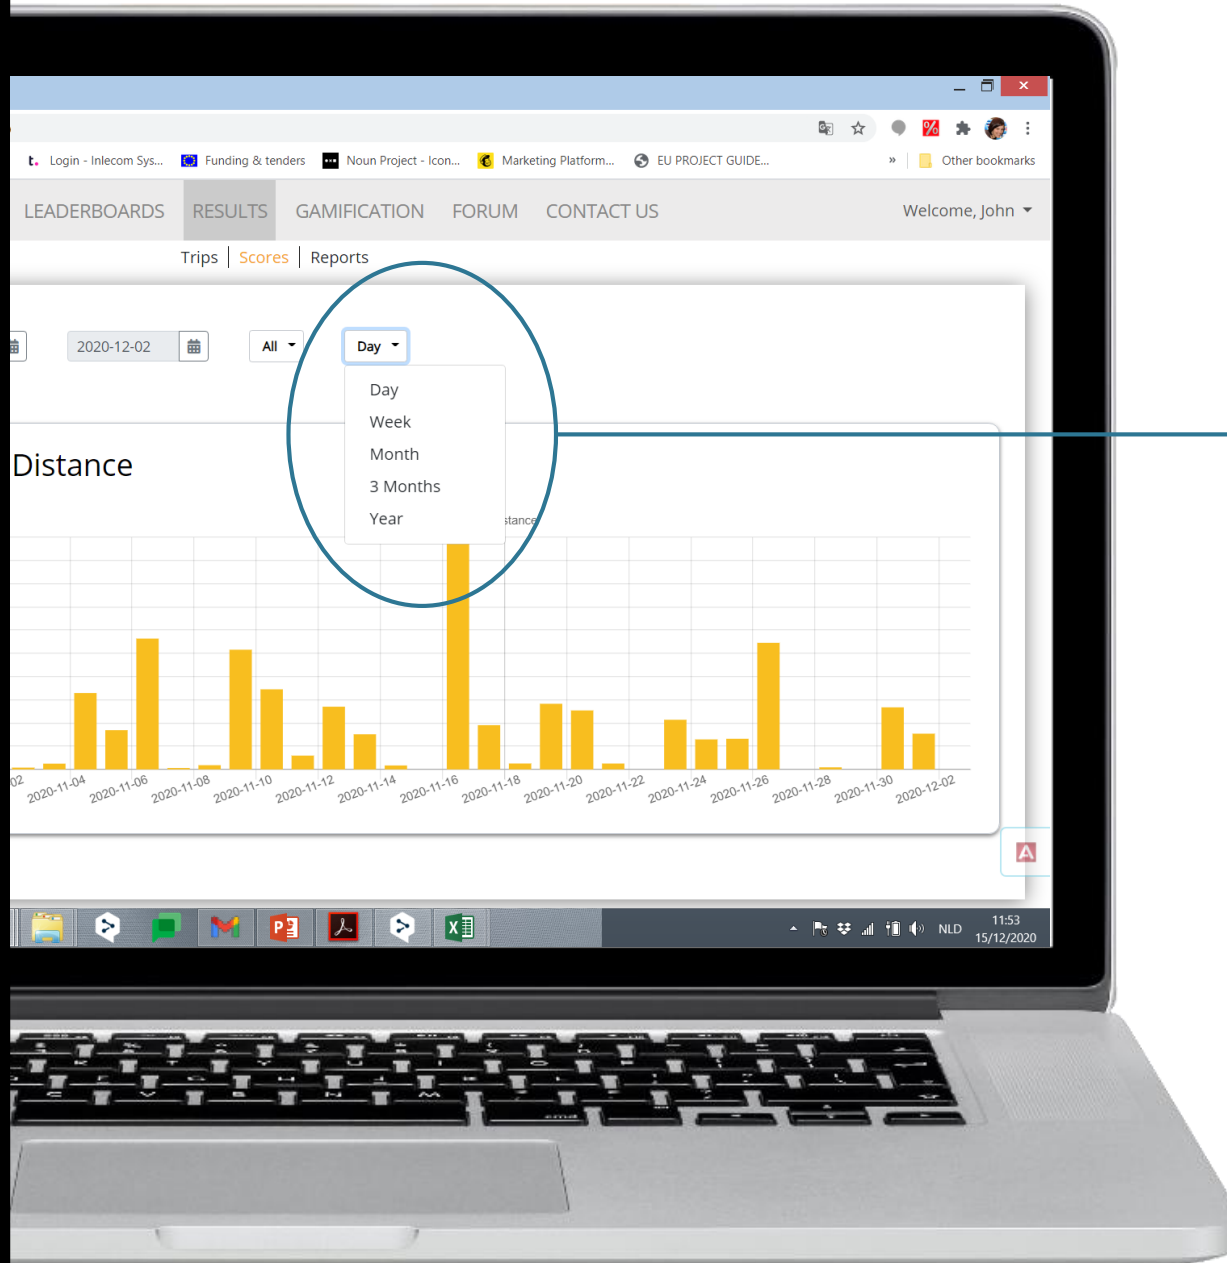 Login - Inlecom Sys... Funding & tenders Noun Project - Icon... Marketing Platform... EU PROJECT GUIDE... » Other bookmarks
LEADERBOARDS RESULTS GAMIFICATION FORUM CONTACT US Welcome, John
Trips | Scores | Reports
2020-12-02 All Day
Day
Week
Month
3 Months
Year
Distance
stance
02 2020-11-04 2020-11-06 2020-11-08 2020-11-10 2020-11-12 2020-11-14 2020-11-16 2020-11-18 2020-11-20 2020-11-22 2020-11-24 2020-11-26 2020-11-28 2020-11-30 2020-12-02
NLD 11:53
15/12/2020
cmd